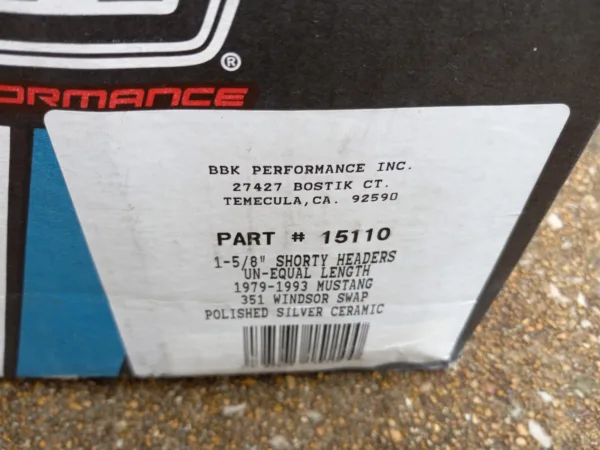 ®
ORMANCE
BBK PERFORMANCE INC.
27427 BOSTIK CT.
TEMECULA,CA. 92590
PART # 15110
1-5/8" SHORTY HEADERS
UN-EQUAL LENGTH
1979-1993 MUSTANG
351 WINDSOR SWAP
POLISHED SILVER CERAMIC